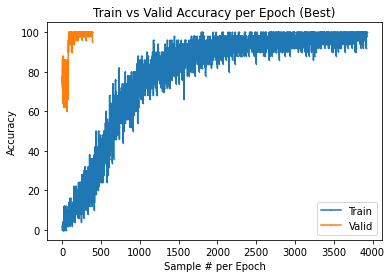 Train vs Valid Accuracy per Epoch (Best)
100
80
60
40
20
0
Accuracy
0 500 1000 1500 2000 2500 3000 3500 4000
Sample # per Epoch
Train
Valid